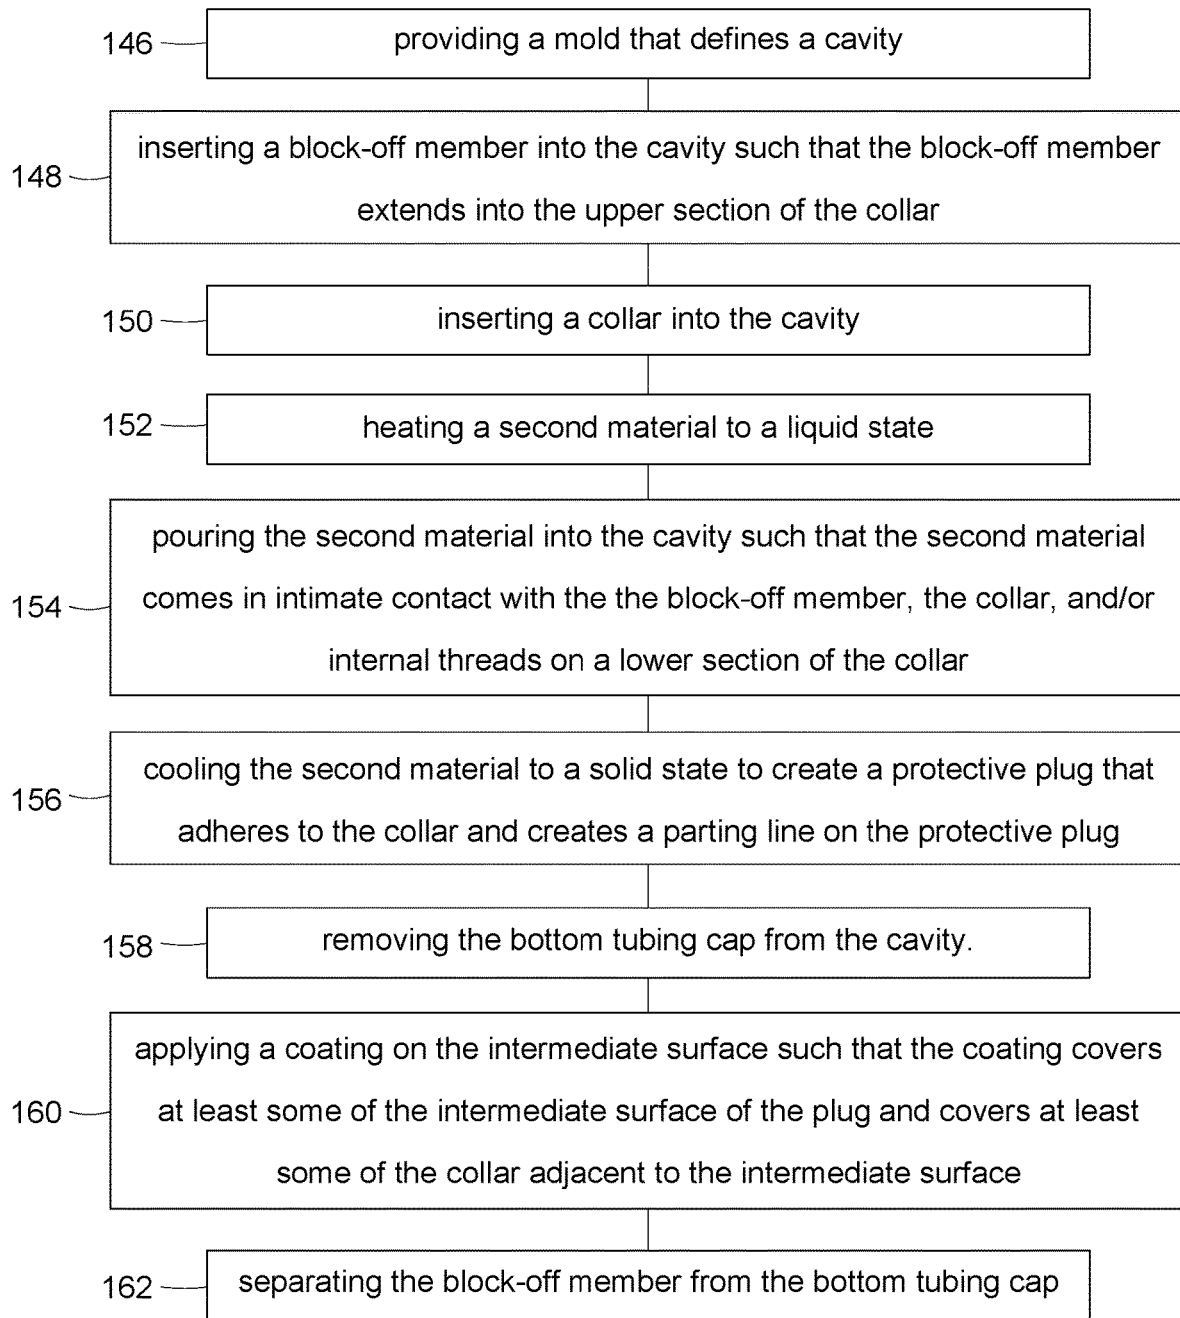 146
providing a mold that defines a cavity
148
inserting a block-off member into the cavity such that the block-off member
extends into the upper section of the collar
150
inserting a collar into the cavity
152
heating a second material to a liquid state
154
pouring the second material into the cavity such that the second material
comes in intimate contact with the the block-off member, the collar, and/or
internal threads on a lower section of the collar
156
cooling the second material to a solid state to create a protective plug that
adheres to the collar and creates a parting line on the protective plug
158
removing the bottom tubing cap from the cavity.
160
applying a coating on the intermediate surface such that the coating covers
at least some of the intermediate surface of the plug and covers at least
some of the collar adjacent to the intermediate surface
162
separating the block-off member from the bottom tubing cap